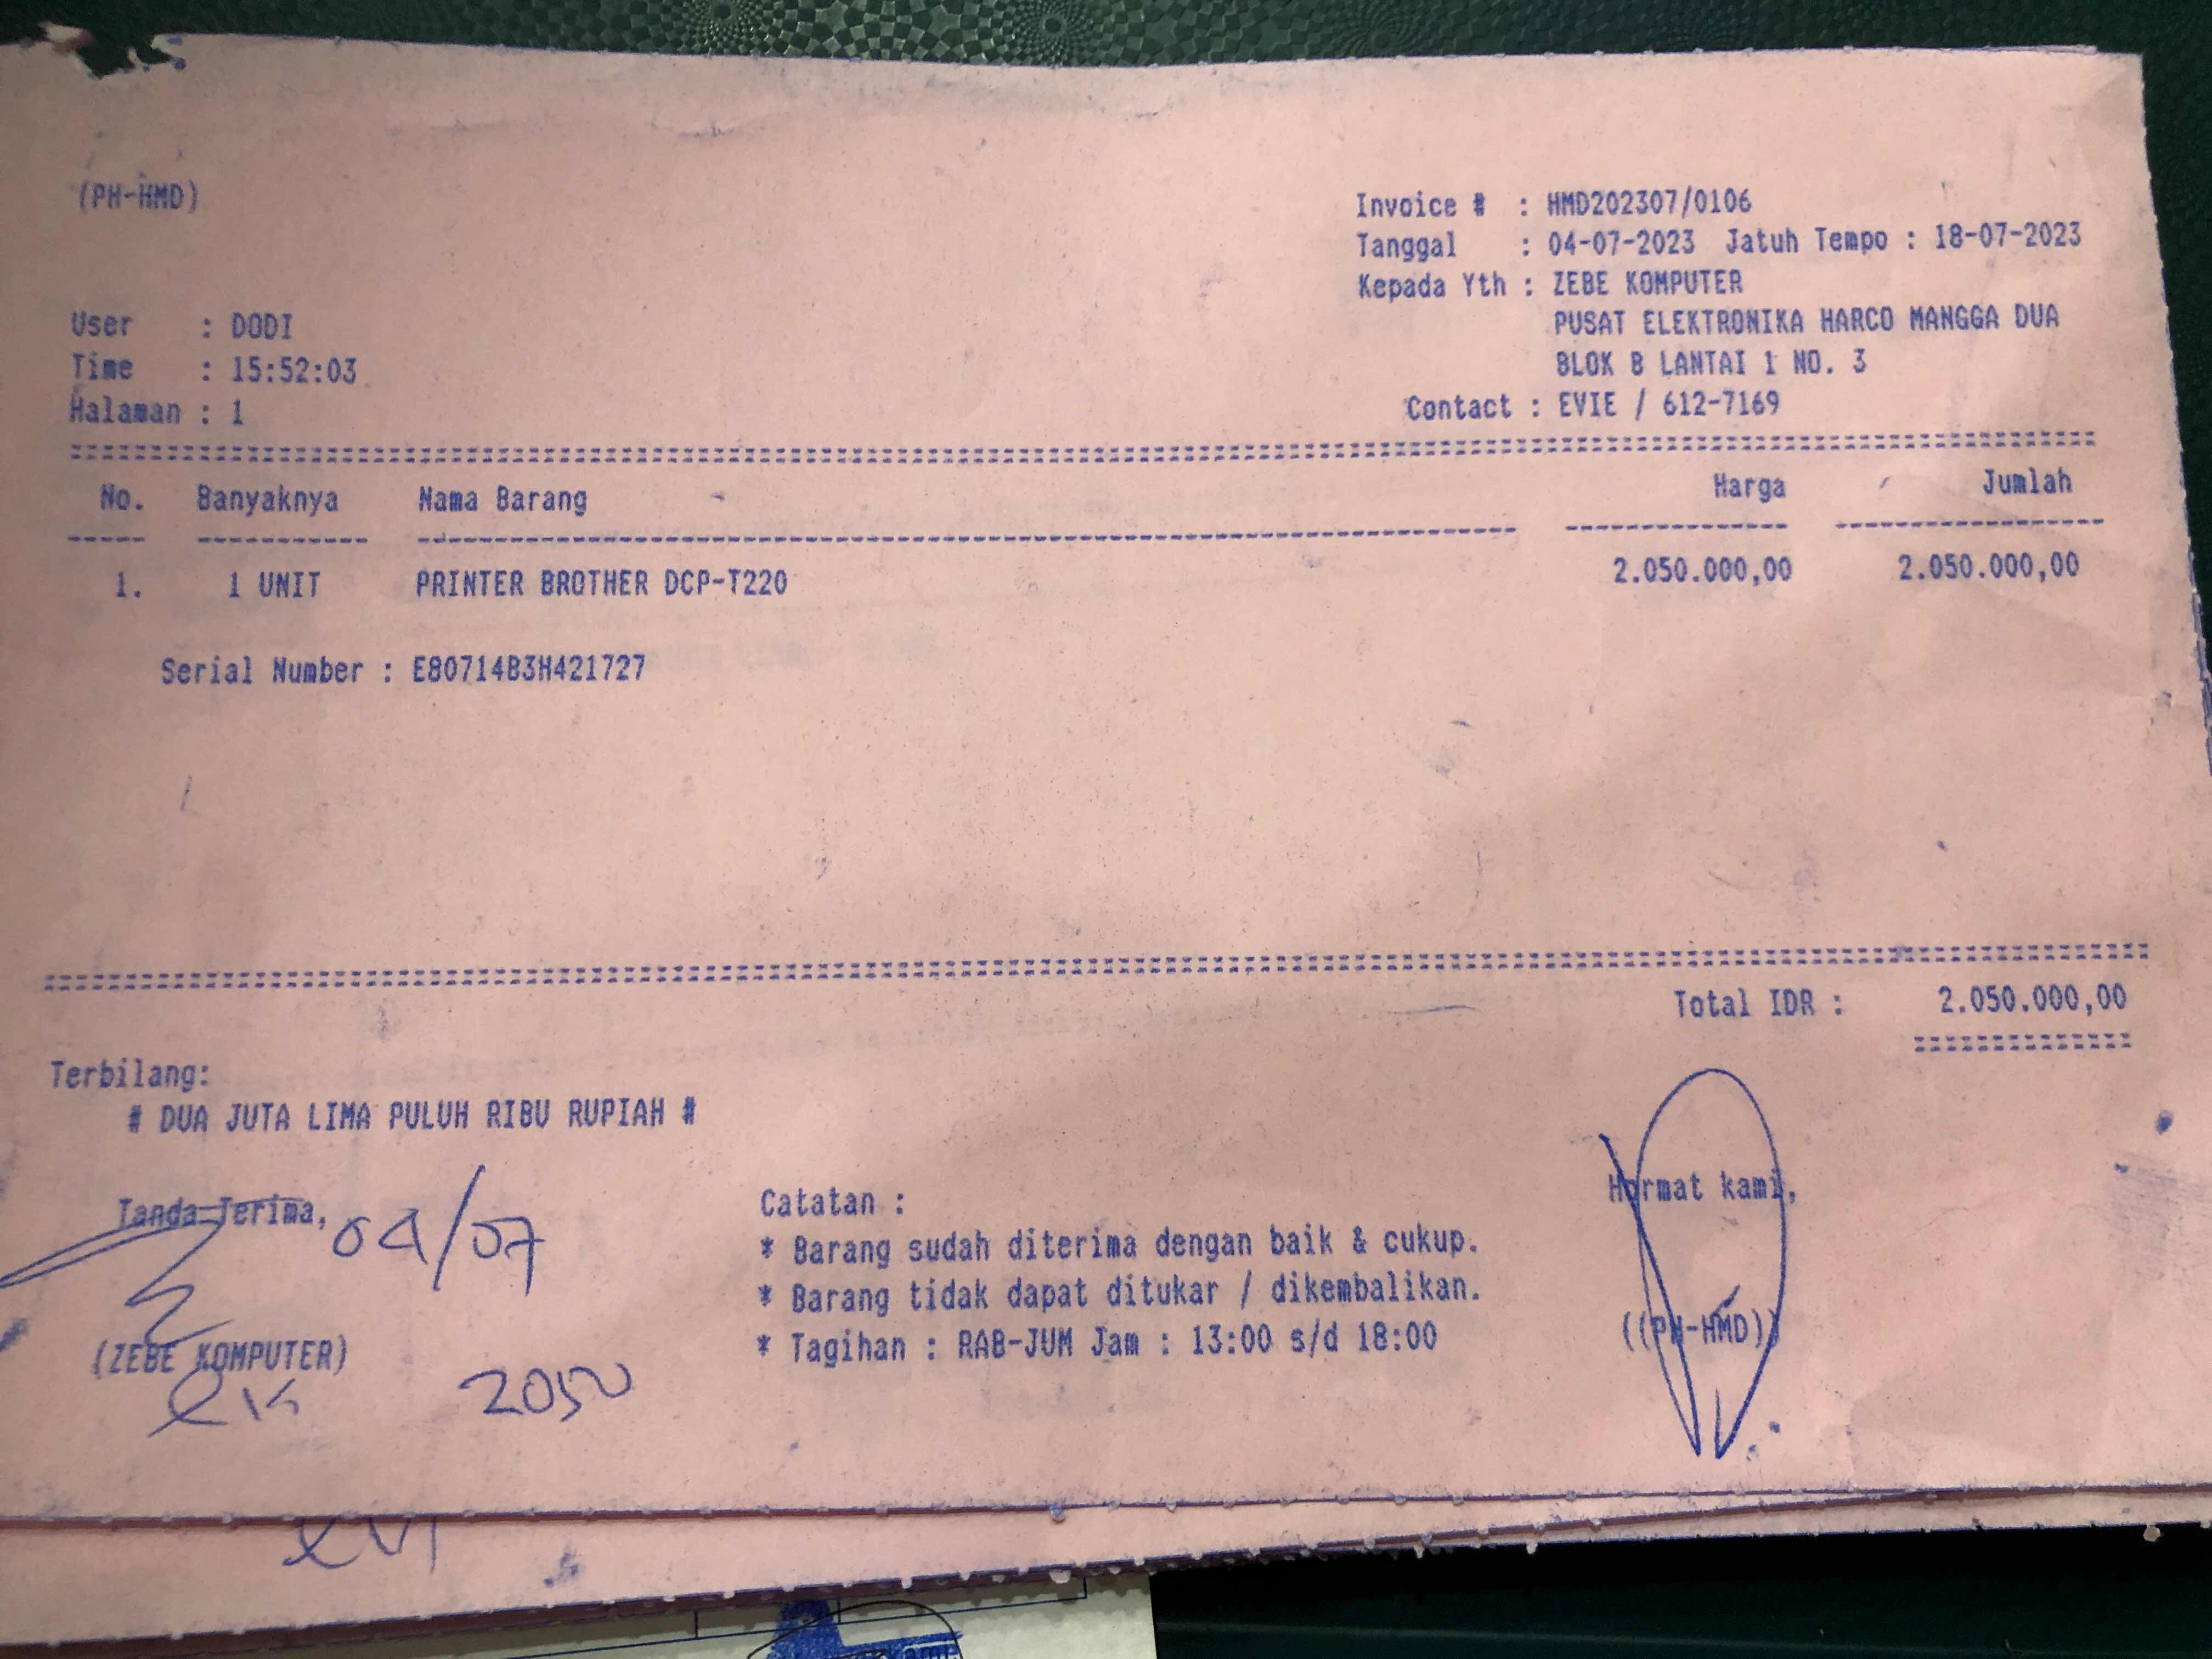 (PH-HMD)
Invoice # : HMD202307/0106
Tanggal : 04-07-2023 Jatuh Tempo : 18-07-2023
Kepada Yth : ZEBE KOMPUTER
PUSAT ELEKTRONIKA HARCO MANGGA DUA
BLOK B LANTAI 1 NO. 3
Contact : EVIE / 612-7169
User : DODI
Time : 15:52:03
Halaman : 1
No. Banyaknya Nama Barang Harga Jumlah
1. 1 UNIT PRINTER BROTHER DCP-T220 2.050.000,00 2.050.000,00
Serial Number : E80714B3H421727
Total IDR : 2.050.000,00
Terbilang:
# DUA JUTA LIMA PULUH RIBU RUPIAH #
Tanda Terima,
04/07
(ZEBE KOMPUTER)
2050
Catatan :
* Barang sudah diterima dengan baik & cukup.
* Barang tidak dapat ditukar / dikembalikan.
* Tagihan : RAB-JUM Jam : 13:00 s/d 18:00
Hormat kami,
((PH-HMD))